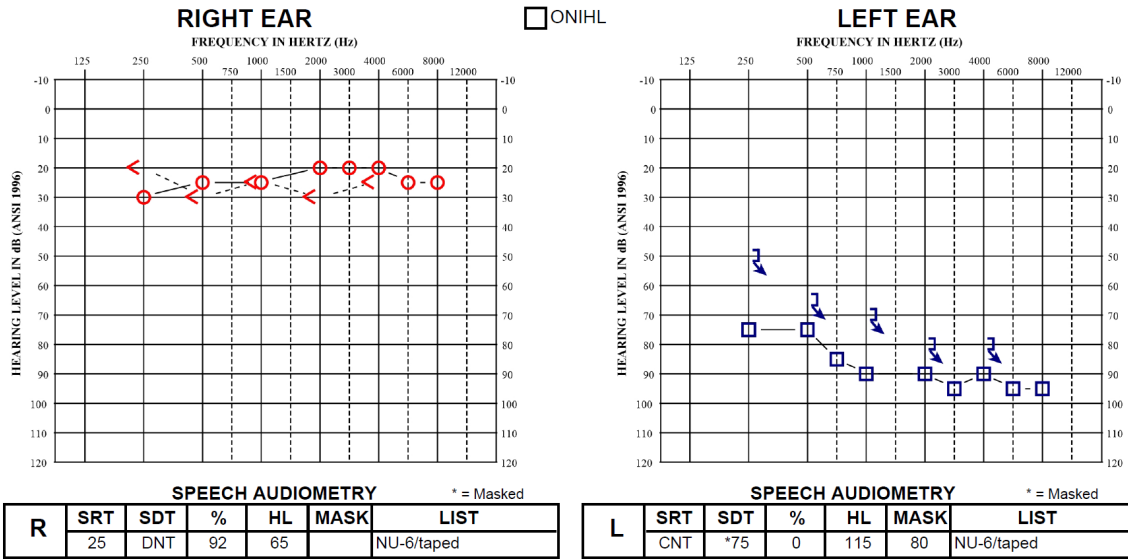 RIGHT EAR
ONIHL
LEFT EAR
FREQUENCY IN HERTZ (Hz)
FREQUENCY IN HERTZ (Hz)
125 250 500 1000 2000 4000 8000
750 1500 3000 6000 12000
125 250 500 1000 2000 4000 8000
750 1500 3000 6000 12000
HEARING LEVEL IN dB (ANSI 1996)
-10 -10
0 0
10 10
20 20
30 30
40 40
50 50
60 60
70 70
80 80
90 90
100 100
110 110
120 120
HEARING LEVEL IN dB (ANSI 1996)
-10 -10
0 0
10 10
20 20
30 30
40 40
50 50
60 60
70 70
80 80
90 90
100 100
110 110
120 120
SPEECH AUDIOMETRY * = Masked
R SRT SDT % HL MASK LIST
25 DNT 92 65 NU-6/taped
SPEECH AUDIOMETRY * = Masked
L SRT SDT % HL MASK LIST
CNT *75 0 115 80 NU-6/taped